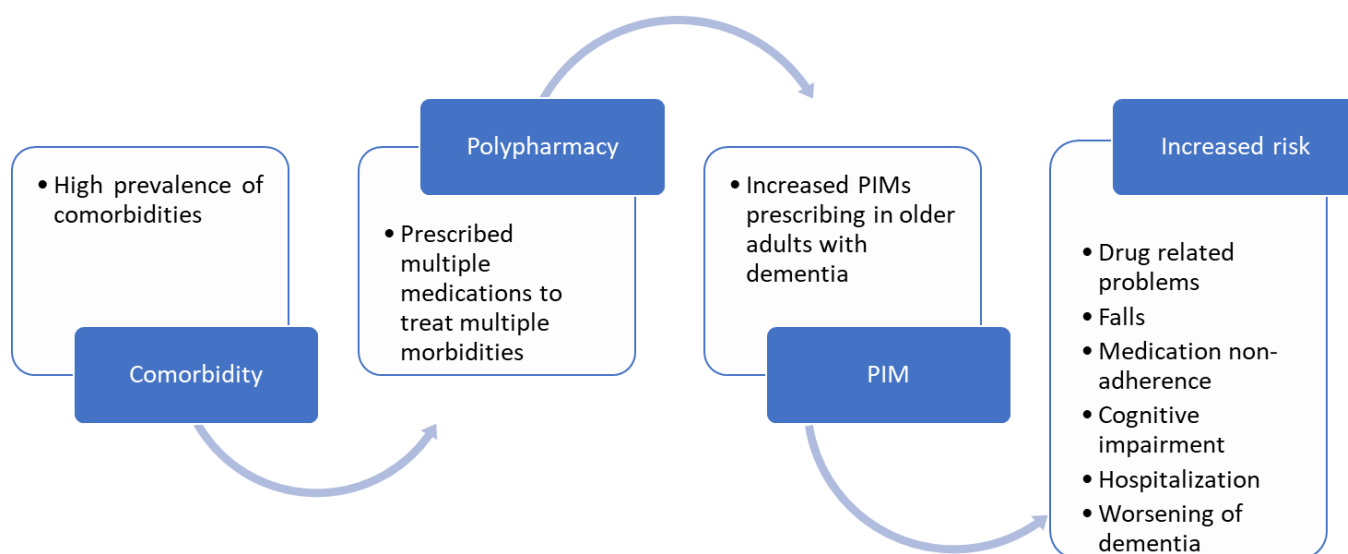 • High prevalence of
comorbidities
Comorbidity
Polypharmacy
• Prescribed
multiple
medications to
treat multiple
morbidities
• Increased PIMs
prescribing in older
adults with
dementia
PIM
Increased risk
• Drug related
problems
• Falls
• Medication non-
adherence
• Cognitive
impairment
• Hospitalization
• Worsening of
dementia